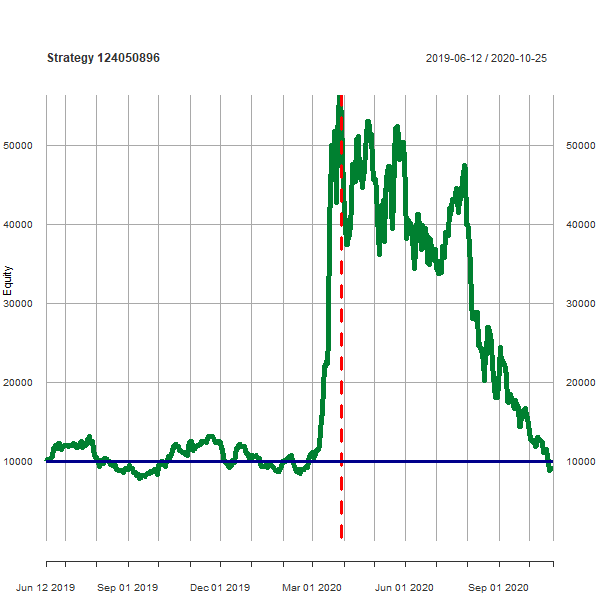 Strategy 124050896
2019-06-12 / 2020-10-25
50000
50000
40000
40000
Equity
30000
30000
20000
20000
10000
10000
Jun 12 2019
Sep 01 2019
Dec 01 2019
Mar 01 2020
Jun 01 2020
Sep 01 2020